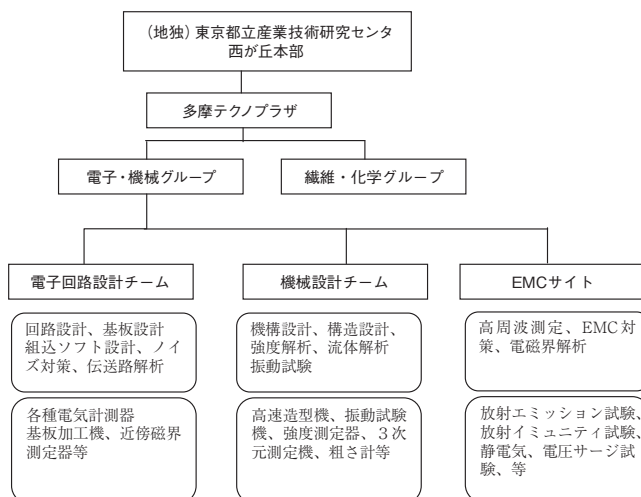 (地独)東京都立産業技術研究センタ
西が丘本部
多摩テクノプラザ
電子・機械グループ
繊維・化学グループ
電子回路設計チーム
機械設計チーム
EMCサイト
回路設計、基板設計
組込ソフト設計、ノイ
ズ対策、伝送路解析
機構設計、構造設計、
強度解析、流体解析
振動試験
高周波測定、EMC対
策、電磁界解析
各種電気計測器
基板加工機、近傍磁界
測定器等
高速造型機、振動試験
機、強度測定器、3次
元測定機、粗さ計等
放射エミッション試験、
放射イミュニティ試験、
静電気、電圧サージ試
験、等